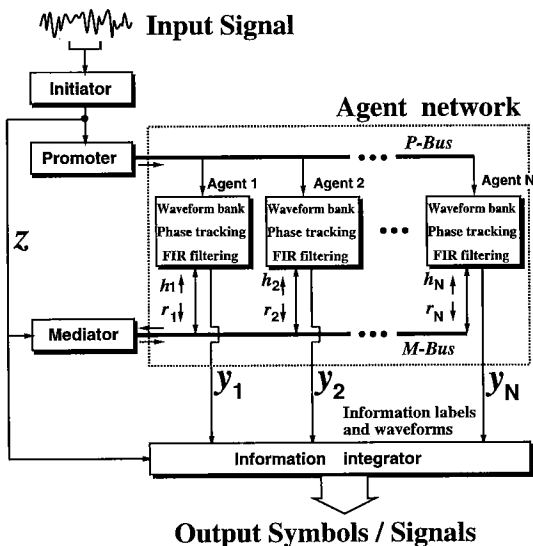 Input Signal
Initiator
Agent network
Promoter
P-Bus
Agent 1
Agent 2
Agent N
Waveform bank
Phase tracking
FIR filtering
Waveform bank
Phase tracking
FIR filtering
Waveform bank
Phase tracking
FIR filtering
z
h1
h2
hN
r1
r2
rN
Mediator
M-Bus
y1
y2
yN
Information labels
and waveforms
Information integrator
Output Symbols / Signals